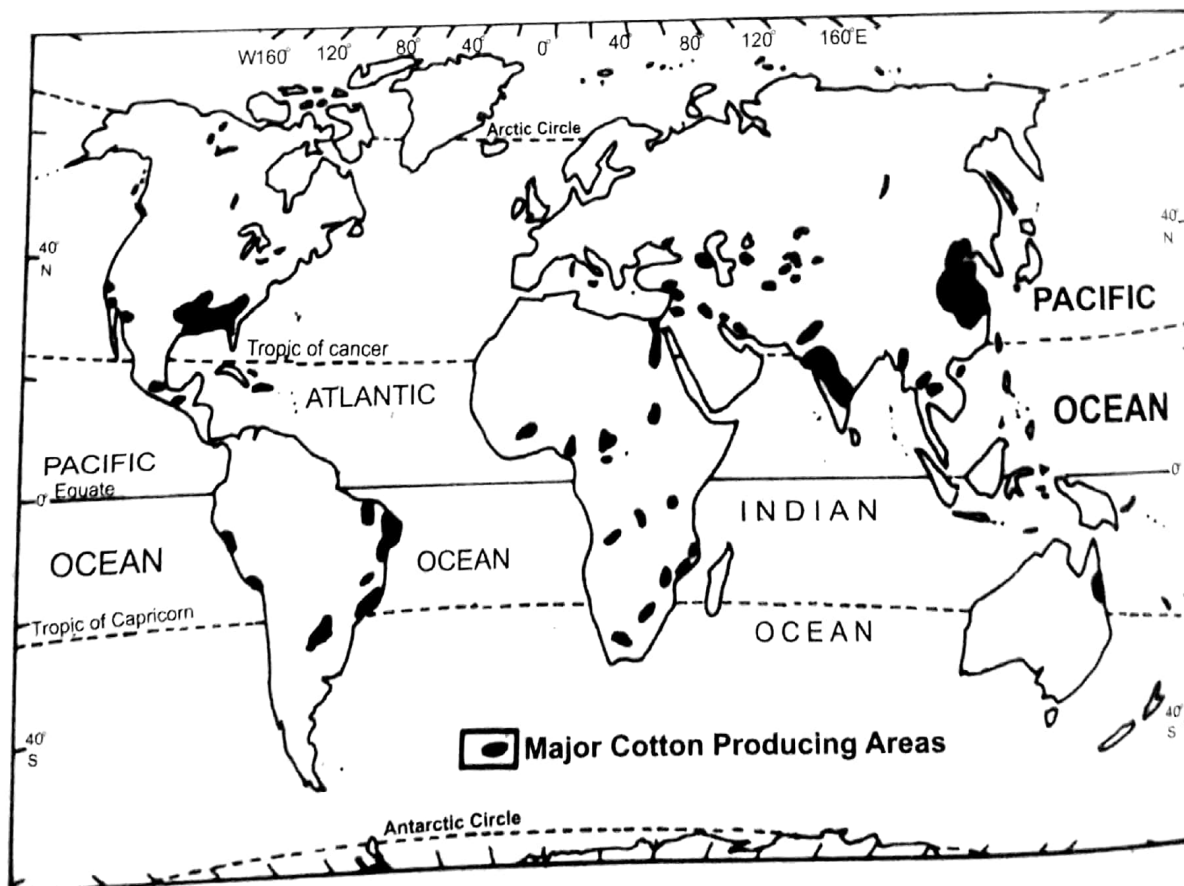 W160° 120° 80° 40° 0° 40° 80° 120° 160°E
Arctic Circle
40°
N
40°
N
PACIFIC
Tropic of cancer
ATLANTIC
OCEAN
PACIFIC
Equate
0°
0°
INDIAN
OCEAN
OCEAN
Tropic of Capricorn
OCEAN
40°
S
40°
S
Major Cotton Producing Areas
Antarctic Circle